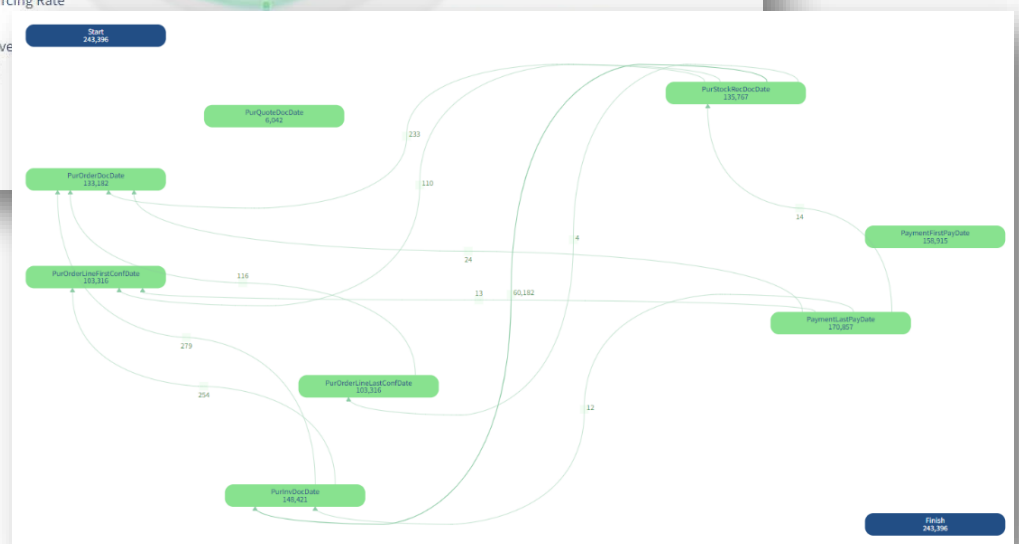 rcing Rate
Start
243,396
ve
PurStockRecDocDate
135,767
PurQuoteDocDate
6,042
233
PurOrderDocDate
133,182
110
14
PaymentFirstPayDate
158,915
4
24
PurOrderLineFirstConfDate
103,316
116
13
60,182
PaymentLastPayDate
170,857
279
PurOrderLineLastConfDate
103,316
254
12
PurInvDocDate
148,421
Finish
243,396